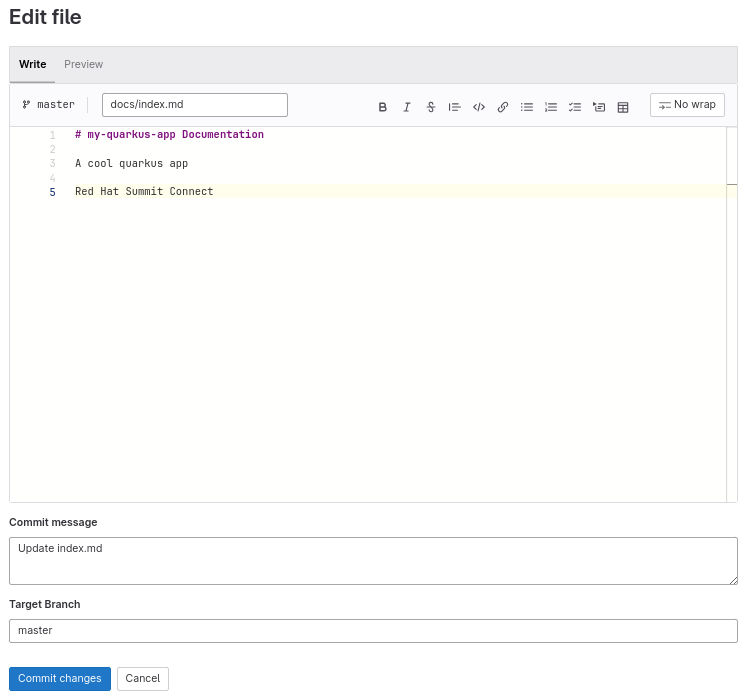 Edit file
Write Preview
master docs/index.md No wrap
1 # my-quarkus-app Documentation
2
3 A cool quarkus app
4
5 Red Hat Summit Connect
Commit message
Update index.md
Target Branch
master
Commit changes Cancel